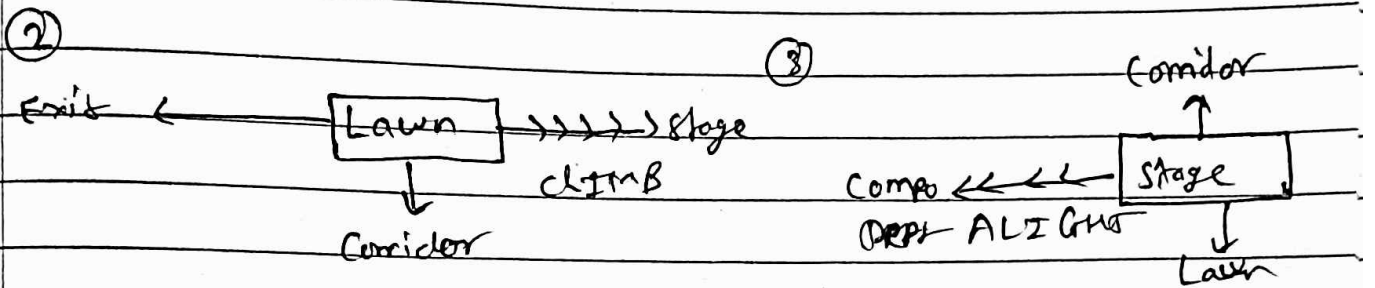 ②
Exit Lawn Stage
CLIMB
Corridor
③
Corridor
Stage
Compo
ALIGHT
Lawn